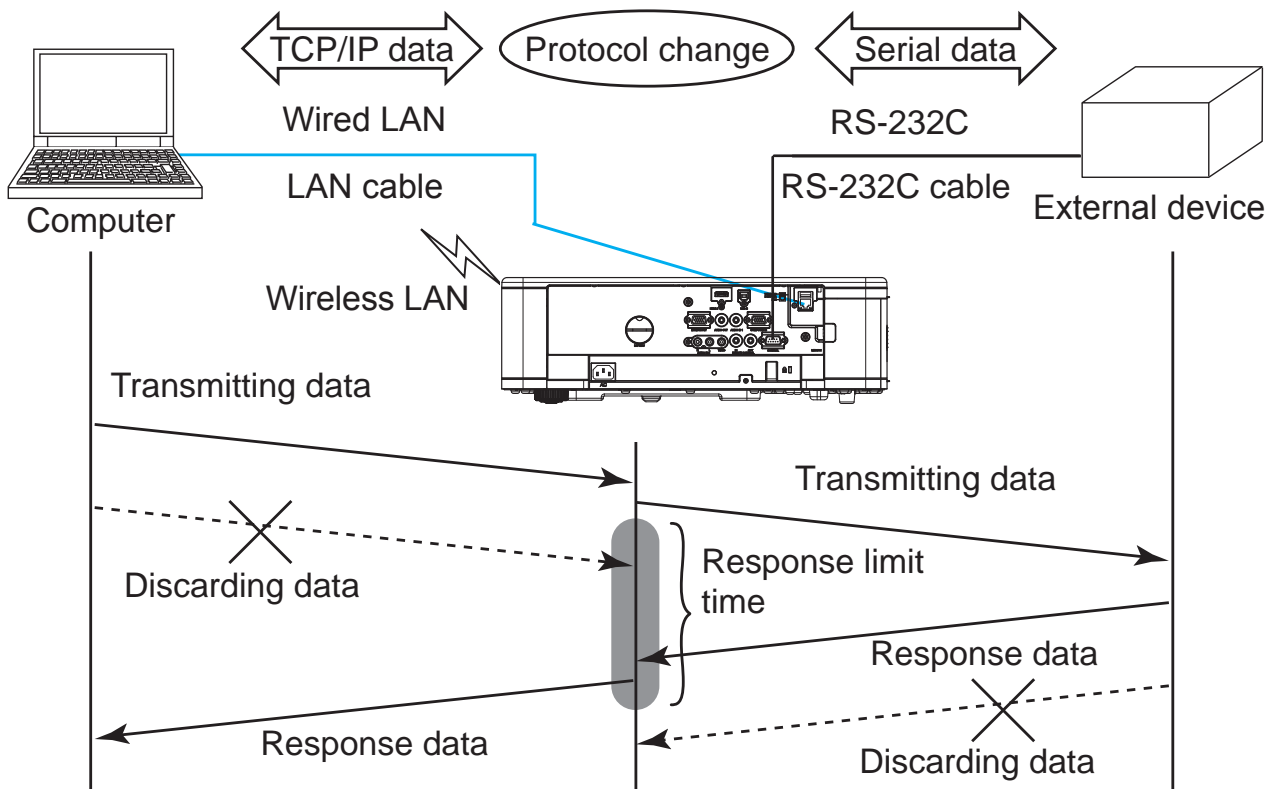 TCP/IP data
Protocol change
Serial data
Wired LAN
RS-232C
LAN cable
RS-232C cable
Computer
External device
Wireless LAN
Transmitting data
Transmitting data
Discarding data
Response limit
time
Response data
Response data
Discarding data